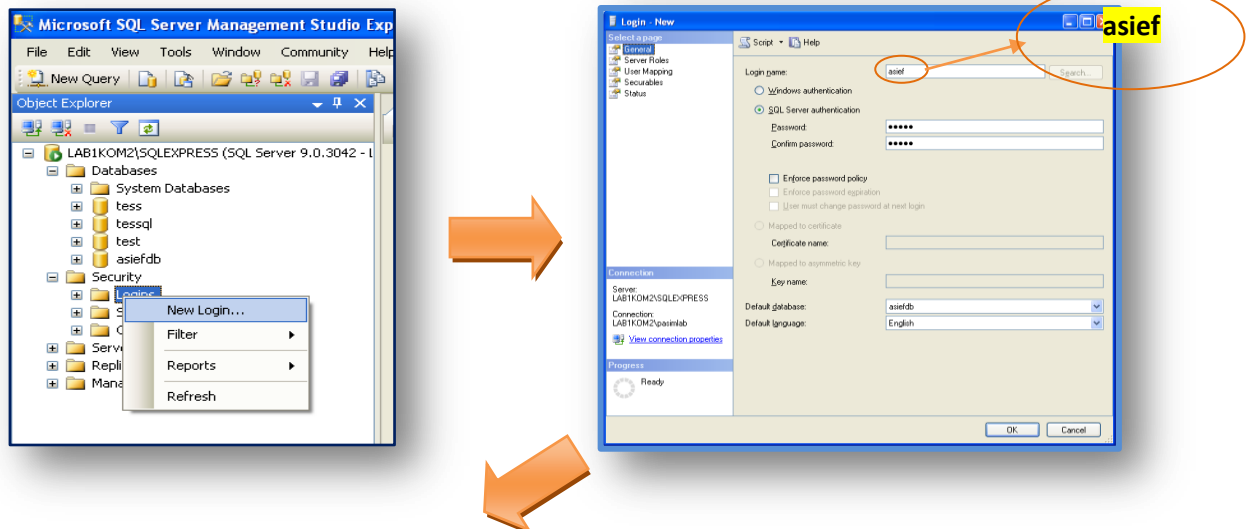 Microsoft SQL Server Management Studio Exp
File Edit View Tools Window Community Help
New Query
Object Explorer
LAB1KOM2\SQLEXPRESS (SQL Server 9.0.3042 - L
Databases
System Databases
tess
tessql
test
asiefdb
Security
Logins
New Login...
Filter
Reports
Refresh
S
C
Serve
Repli
Mana
Login - New
Select a page
General
Server Roles
User Mapping
Securables
Status
Script Help
Login name: asief Search...
Windows authentication
SQL Server authentication
Password: •••••
Confirm password: •••••
Enforce password policy
Enforce password expiration
User must change password at next login
Mapped to certificate
Certificate name:
Mapped to asymmetric key
Key name:
Default database: asiefdb
Default language: English
Connection
Server:
LAB1KOM2\SQLEXPRESS
Connection:
LAB1KOM2\pasimlab
View connection properties
Progress
Ready
OK Cancel
asief